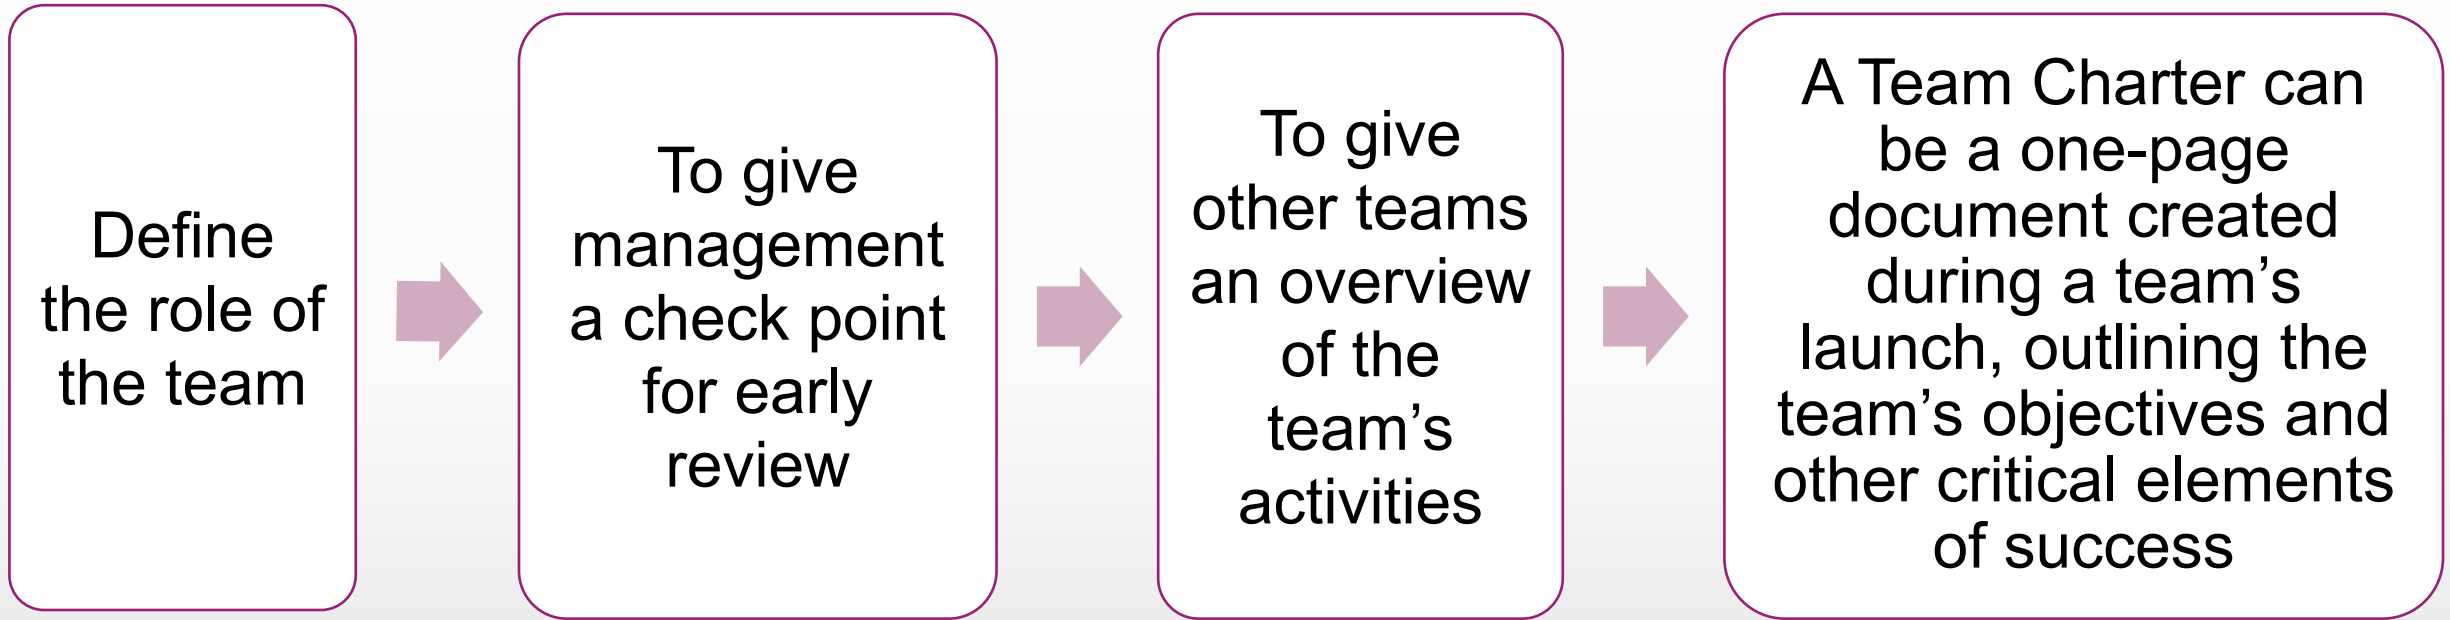 Define
the role of
the team
To give
management
a check point
for early
review
To give
other teams
an overview
of the
team’s
activities
A Team Charter can
be a one-page
document created
during a team’s
launch, outlining the
team’s objectives and
other critical elements
of success